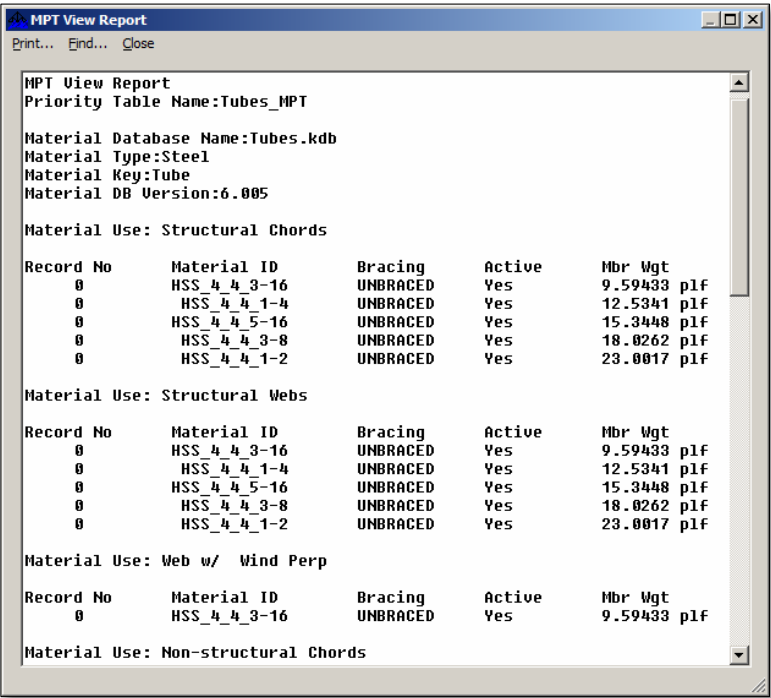 MPT View Report
Print... Find... Close
MPT View Report
Priority Table Name:Tubes_MPT
Material Database Name:Tubes.kdb
Material Type:Steel
Material Key:Tube
Material DB Version:6.005
Material Use: Structural Chords
Record No Material ID Bracing Active Mbr Wgt
0 HSS_4_4_3-16 UNBRACED Yes 9.59433 plf
0 HSS_4_4_1-4 UNBRACED Yes 12.5341 plf
0 HSS_4_4_5-16 UNBRACED Yes 15.3448 plf
0 HSS_4_4_3-8 UNBRACED Yes 18.0262 plf
0 HSS_4_4_1-2 UNBRACED Yes 23.0017 plf
Material Use: Structural Webs
Record No Material ID Bracing Active Mbr Wgt
0 HSS_4_4_3-16 UNBRACED Yes 9.59433 plf
0 HSS_4_4_1-4 UNBRACED Yes 12.5341 plf
0 HSS_4_4_5-16 UNBRACED Yes 15.3448 plf
0 HSS_4_4_3-8 UNBRACED Yes 18.0262 plf
0 HSS_4_4_1-2 UNBRACED Yes 23.0017 plf
Material Use: Web w/ Wind Perp
Record No Material ID Bracing Active Mbr Wgt
0 HSS_4_4_3-16 UNBRACED Yes 9.59433 plf
Material Use: Non-structural Chords